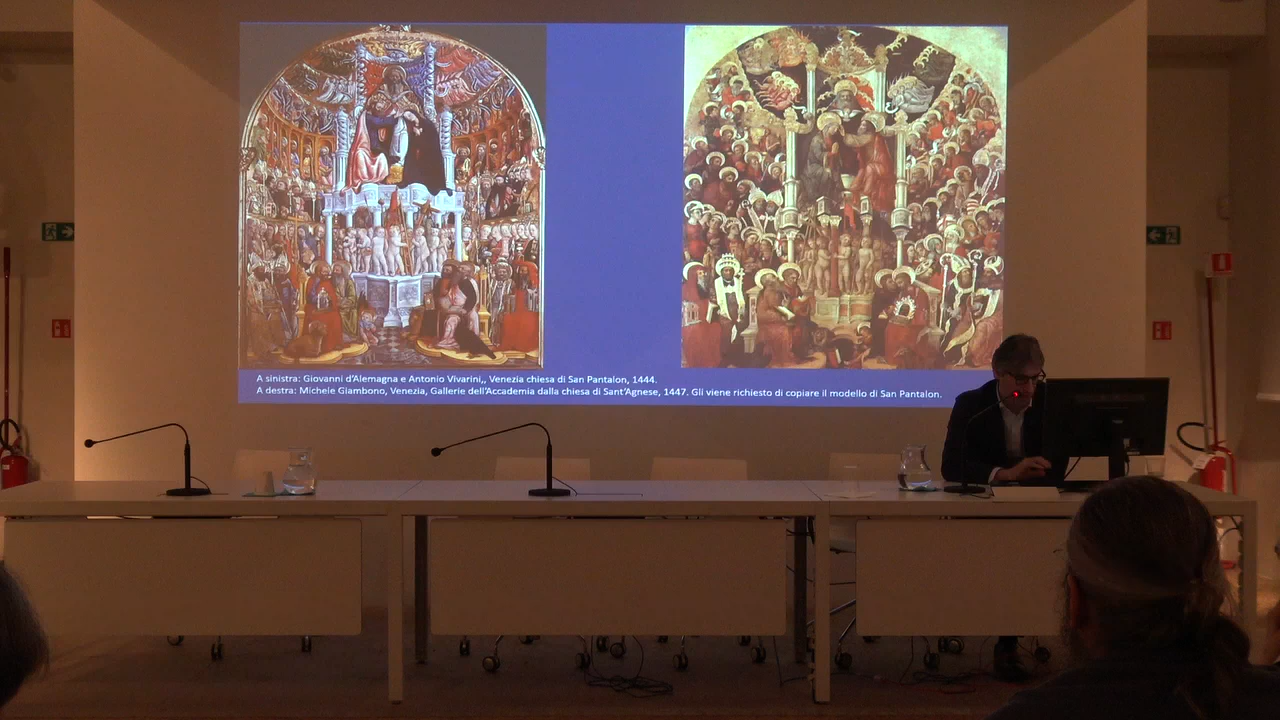 A sinistra: Giovanni d'Alemagna e Antonio Vivarini,, Venezia chiesa di San Pantalon, 1444.
A destra: Michele Giambono, Venezia, Gallerie dell'Accademia dalla chiesa di Sant'Agnese, 1447. Gli viene richiesto di copiare il modello di San Pantalon.